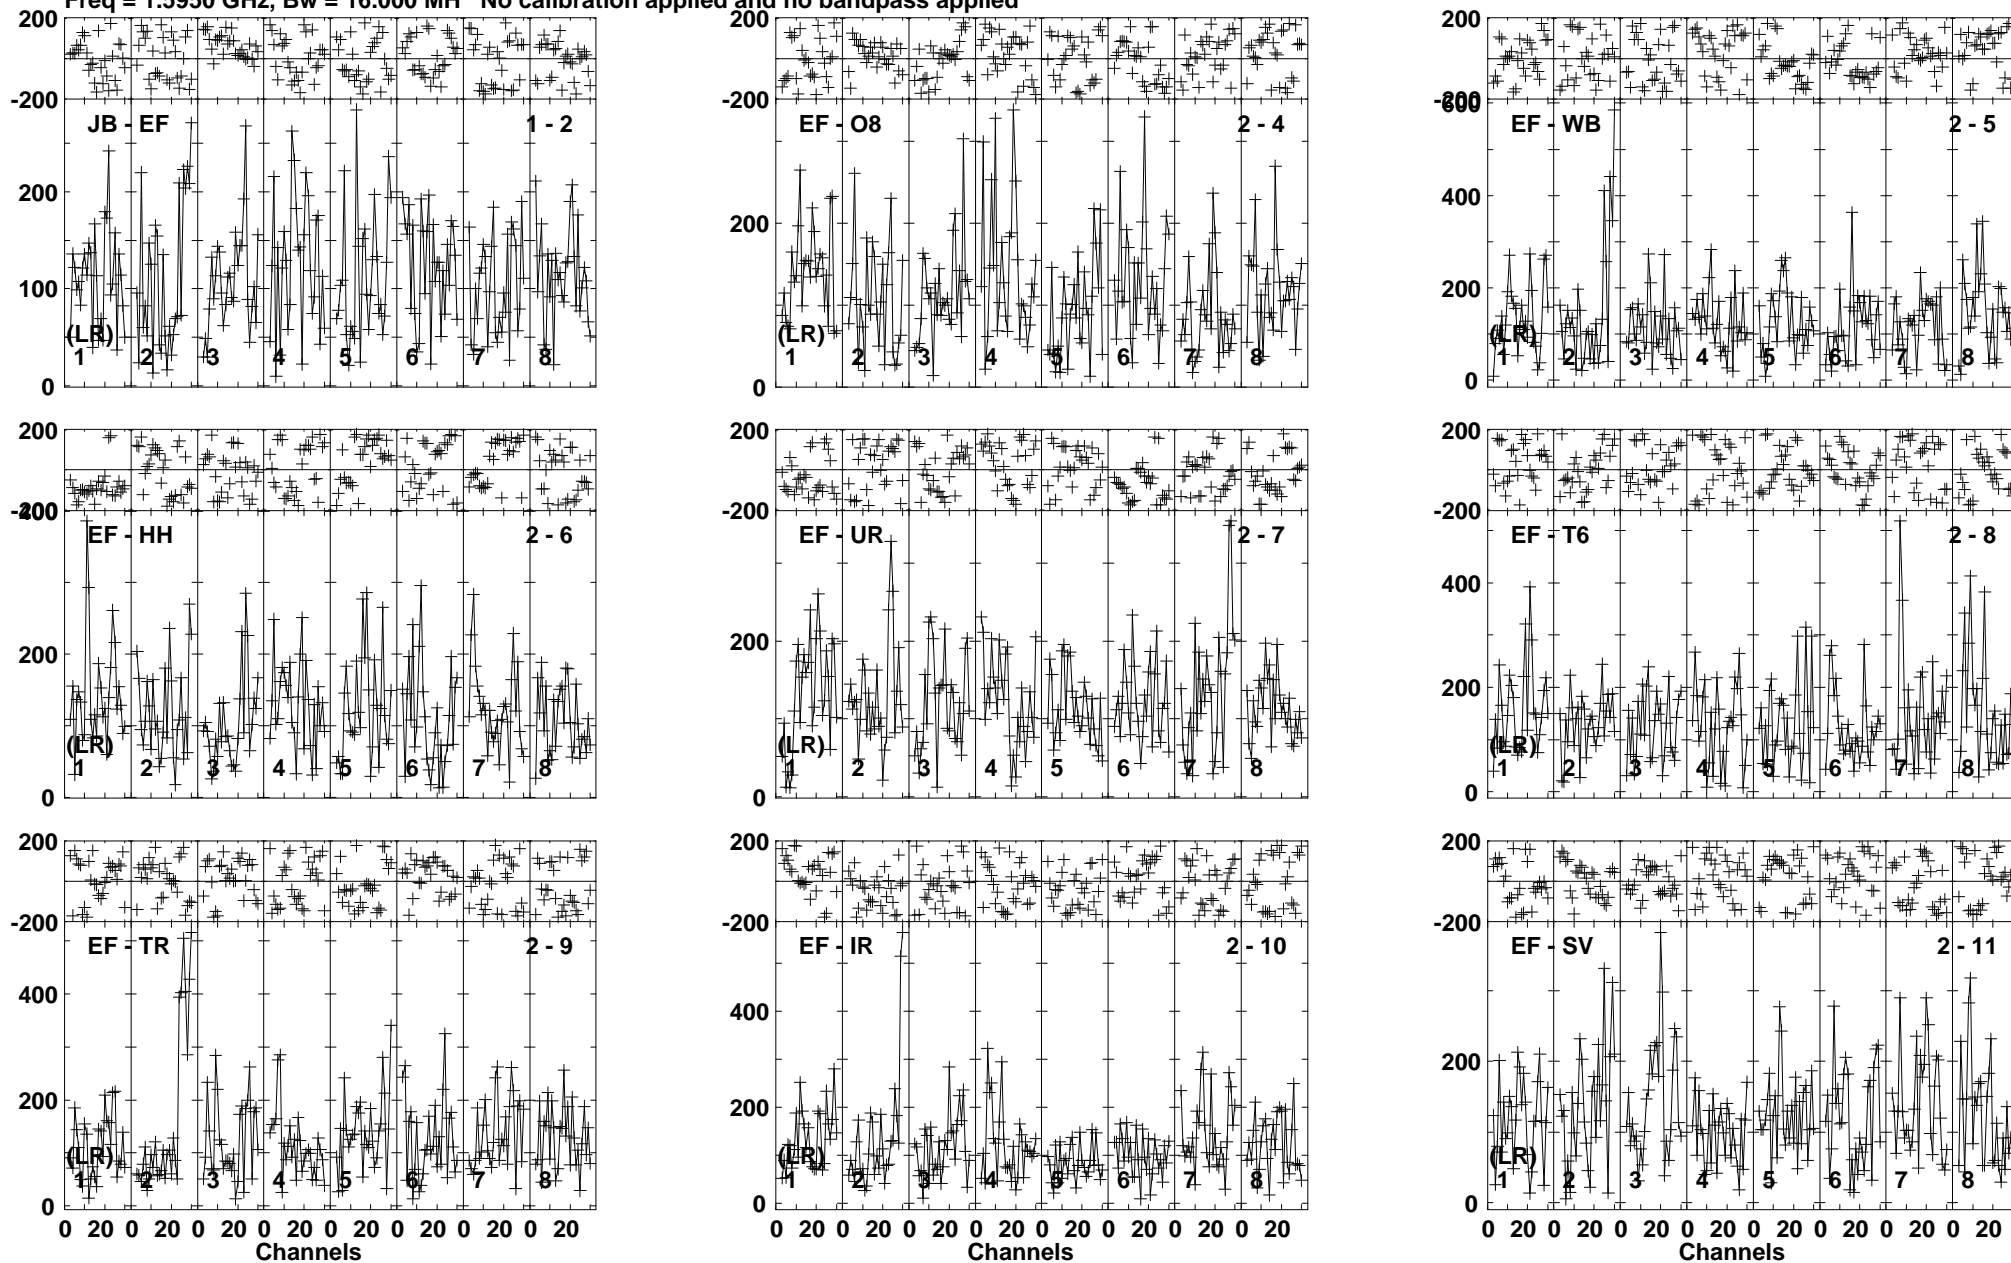 Freq = 1.5950 GHz, Bw = 16.000 MH No calibration applied and no bandpass applied
200 200 200
-200 -200 -200
600
JB - EF 1 - 2 EF - O8 2 - 4 EF - WB 2 - 5
200 200 400
100 200
(LR) (LR) (LR)
1 2 3 4 5 6 7 8 1 2 3 4 5 6 7 8 1 2 3 4 5 6 7 8
0 0 0
200 200 200
-200 -200 -200
400
EF - HH 2 - 6 EF - UR 2 - 7 EF - T6 2 - 8
400
200 200 200
(LR) (LR) (LR)
1 2 3 4 5 6 7 8 1 2 3 4 5 6 7 8 1 2 3 4 5 6 7 8
0 0 0
200 200 200
-200 -200 -200
EF - TR 2 - 9 EF - IR 2 - 10 EF - SV 2 - 11
400 400
200 200 200
(LR) (LR) (LR)
1 2 3 4 5 6 7 8 1 2 3 4 5 6 7 8 1 2 3 4 5 6 7 8
0 0 0
0 20 0 20 0 20 0 20 0 20 0 20 0 20 0 20 0 20 0 20 0 20 0 20 0 20 0 20 0 20 0 20 0 20 0 20 0 20 0 20 0 20 0 20 0 20 0 20
Channels Channels Channels